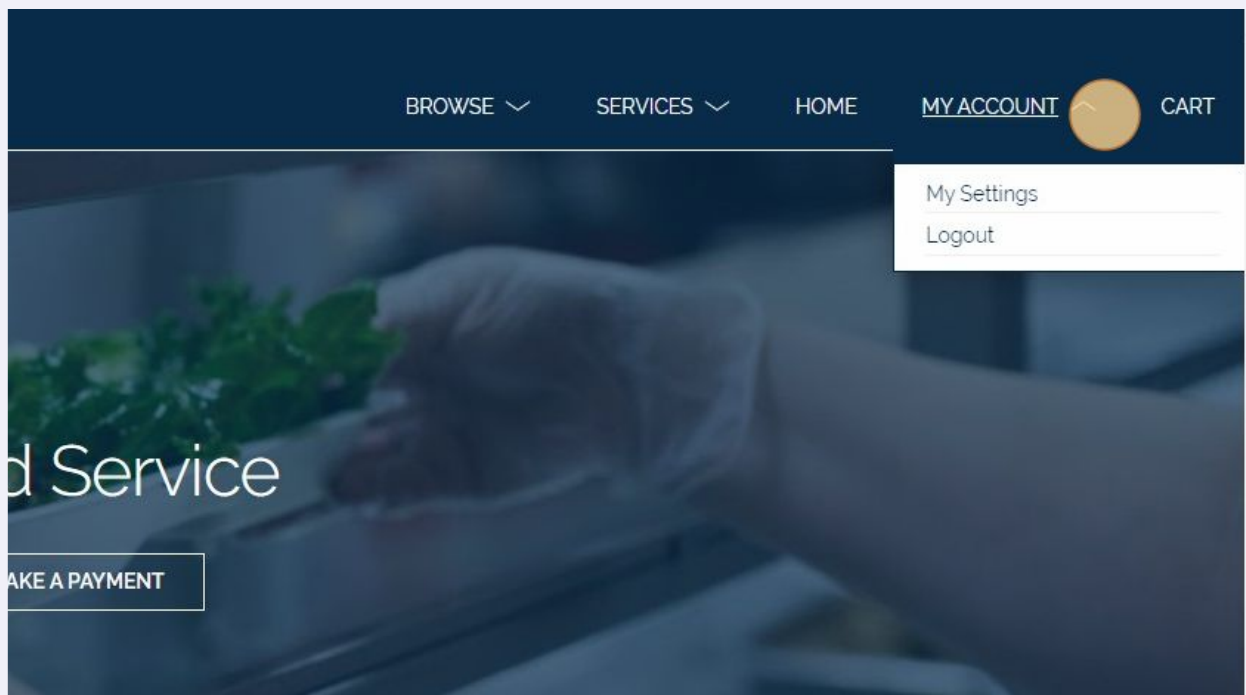 BROWSE
SERVICES
HOME
MY ACCOUNT
CART
My Settings
Logout
d Service
AKE A PAYMENT